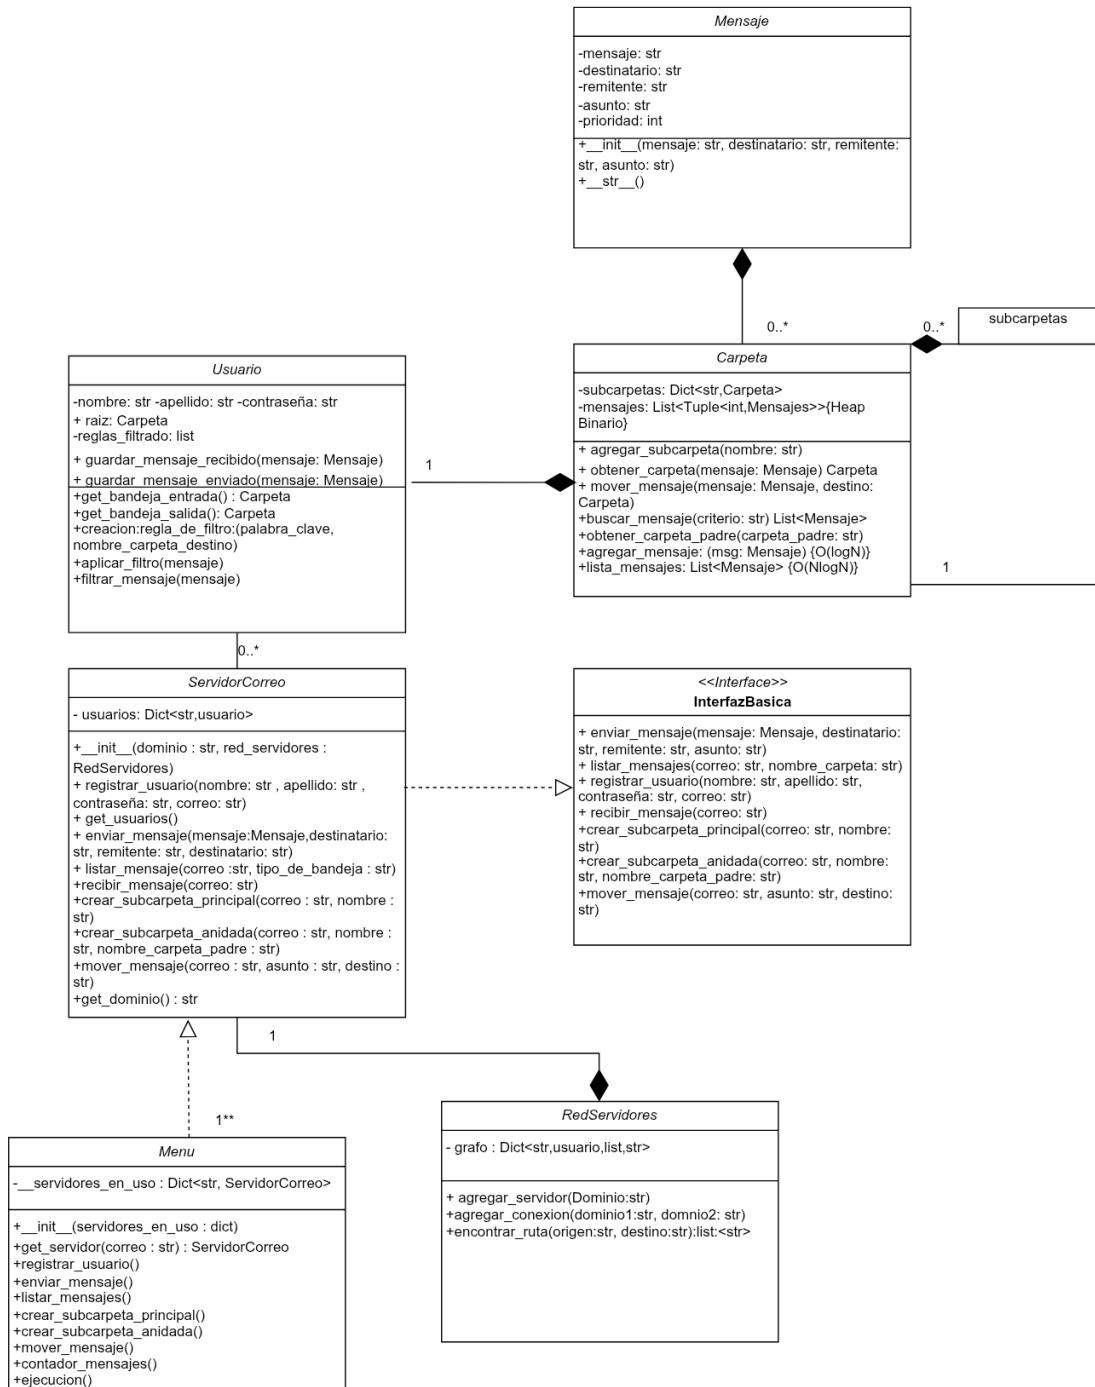 Mensaje
-mensaje: str
-destinatario: str
-remitente: str
-asunto: str
-prioridad: int
+__init__(mensaje: str, destinatario: str, remitente:
str, asunto: str)
+__str__()
0..*
0..*
subcarpetas
Carpeta
-subcarpetas: Dict<str,Carpeta>
-mensajes: List<Tuple<int,Mensajes>>{Heap
Binario}
+ agregar_subcarpeta(nombre: str)
+ obtener_carpeta(mensaje: Mensaje) Carpeta
+ mover_mensaje(mensaje: Mensaje, destino:
Carpeta)
+buscar_mensaje(criterio: str) List<Mensaje>
+obtener_carpeta_padre(carpeta_padre: str)
+agregar_mensaje: (msg: Mensaje) {O(logN)}
+lista_mensajes: List<Mensaje> {O(NlogN)}
1
1
Usuario
-nombre: str -apellido: str -contraseña: str
+ raiz: Carpeta
-reglas_filtrado: list
+ guardar_mensaje_recibido(mensaje: Mensaje)
+ guardar_mensaje_enviado(mensaje: Mensaje)
+get_bandeja_entrada() : Carpeta
+get_bandeja_salida(): Carpeta
+creacion:regla_de_filtro:(palabra_clave,
nombre_carpeta_destino)
+aplicar_filtro(mensaje)
+filtrar_mensaje(mensaje)
0..*
ServidorCorreo
- usuarios: Dict<str,usuario>
+__init__(dominio : str, red_servidores :
RedServidores)
+ registrar_usuario(nombre: str , apellido: str ,
contraseña: str, correo: str)
+ get_usuarios()
+ enviar_mensaje(mensaje:Mensaje,destinatario:
str, remitente: str, destinatario: str)
+ listar_mensaje(correo :str, tipo_de_bandeja : str)
+recibir_mensaje(correo: str)
+crear_subcarpeta_principal(correo : str, nombre :
str)
+crear_subcarpeta_anidada(correo : str, nombre :
str, nombre_carpeta_padre : str)
+mover_mensaje(correo : str, asunto : str, destino :
str)
+get_dominio() : str
<<Interface>>
InterfazBasica
+ enviar_mensaje(mensaje: Mensaje, destinatario:
str, remitente: str, asunto: str)
+ listar_mensajes(correo: str, nombre_carpeta: str)
+ registrar_usuario(nombre: str, apellido: str,
contraseña: str, correo: str)
+ recibir_mensaje(correo: str)
+crear_subcarpeta_principal(correo: str, nombre:
str)
+crear_subcarpeta_anidada(correo: str, nombre:
str, nombre_carpeta_padre: str)
+mover_mensaje(correo: str, asunto: str, destino:
str)
1
1**
Menu
-__servidores_en_uso : Dict<str, ServidorCorreo>
+__init__(servidores_en_uso : dict)
+get_servidor(correo : str) : ServidorCorreo
+registrar_usuario()
+enviar_mensaje()
+listar_mensajes()
+crear_subcarpeta_principal()
+crear_subcarpeta_anidada()
+mover_mensaje()
+contador_mensajes()
+ejecucion()
RedServidores
- grafo : Dict<str,usuario,list,str>
+ agregar_servidor(Dominio:str)
+agregar_conexion(dominio1:str, domnio2: str)
+encontrar_ruta(origen:str, destino:str):list:<str>